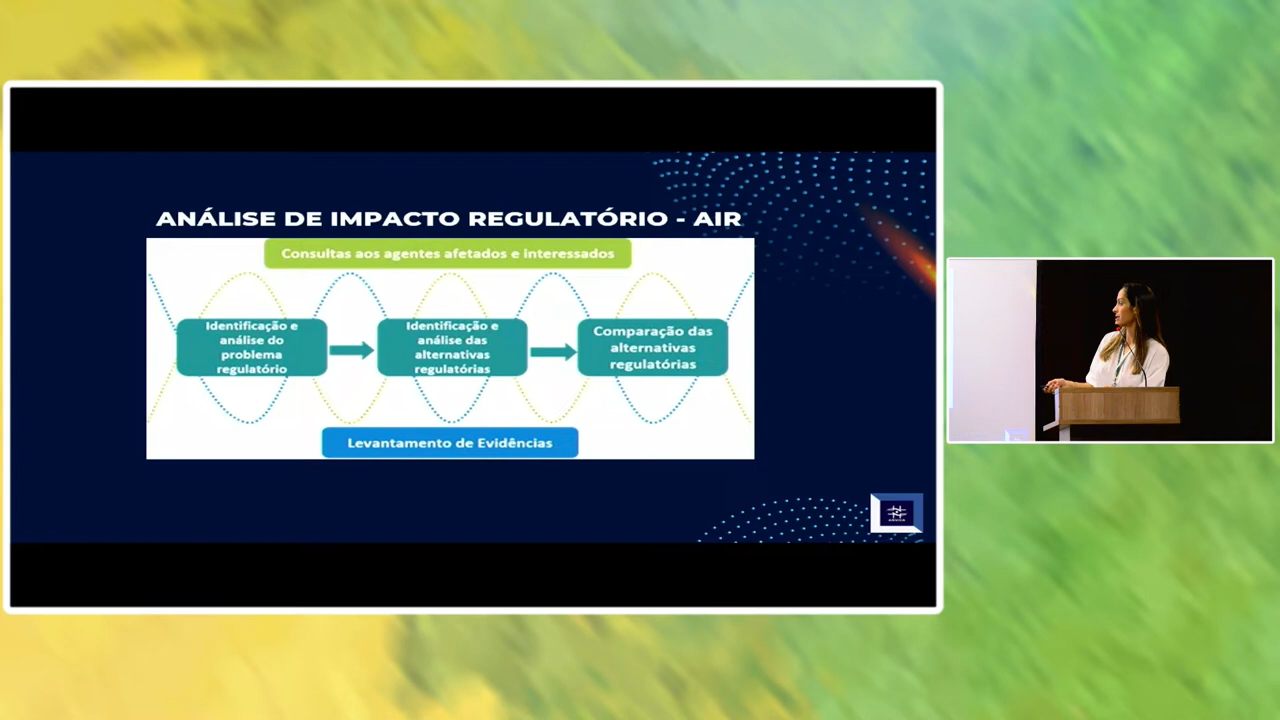 ANÁLISE DE IMPACTO REGULATÓRIO - AIR
Consultas aos agentes afetados e interessados
Identificação e
análise do
problema
regulatório
Identificação e
análise das
alternativas
regulatórias
Comparação das
alternativas
regulatórias
Levantamento de Evidências